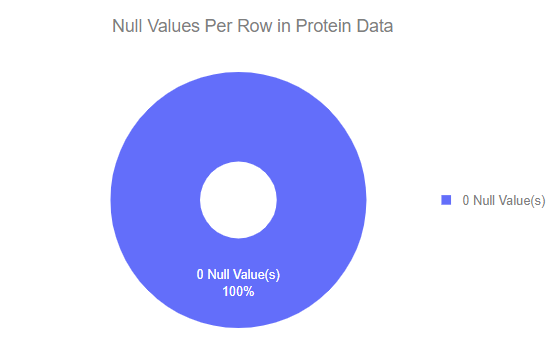 Null Values Per Row in Protein Data
0 Null Value(s)
100%
0 Null Value(s)